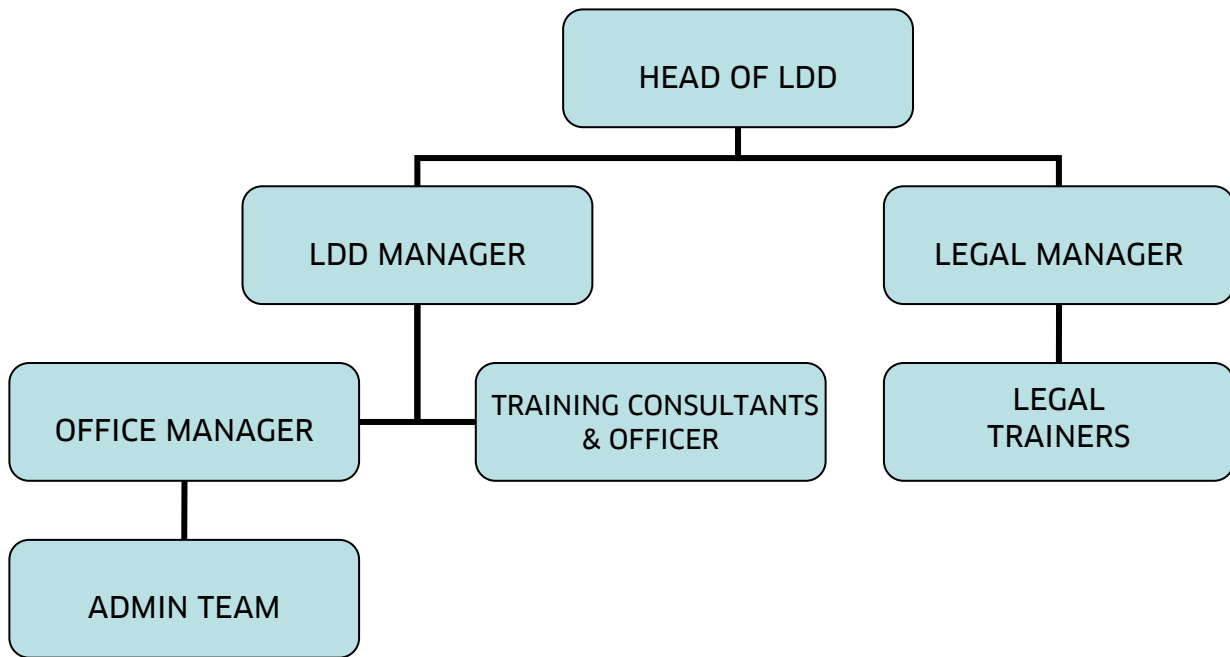 HEAD OF LDD
LDD MANAGER
LEGAL MANAGER
OFFICE MANAGER
TRAINING CONSULTANTS
& OFFICER
LEGAL
TRAINERS
ADMIN TEAM